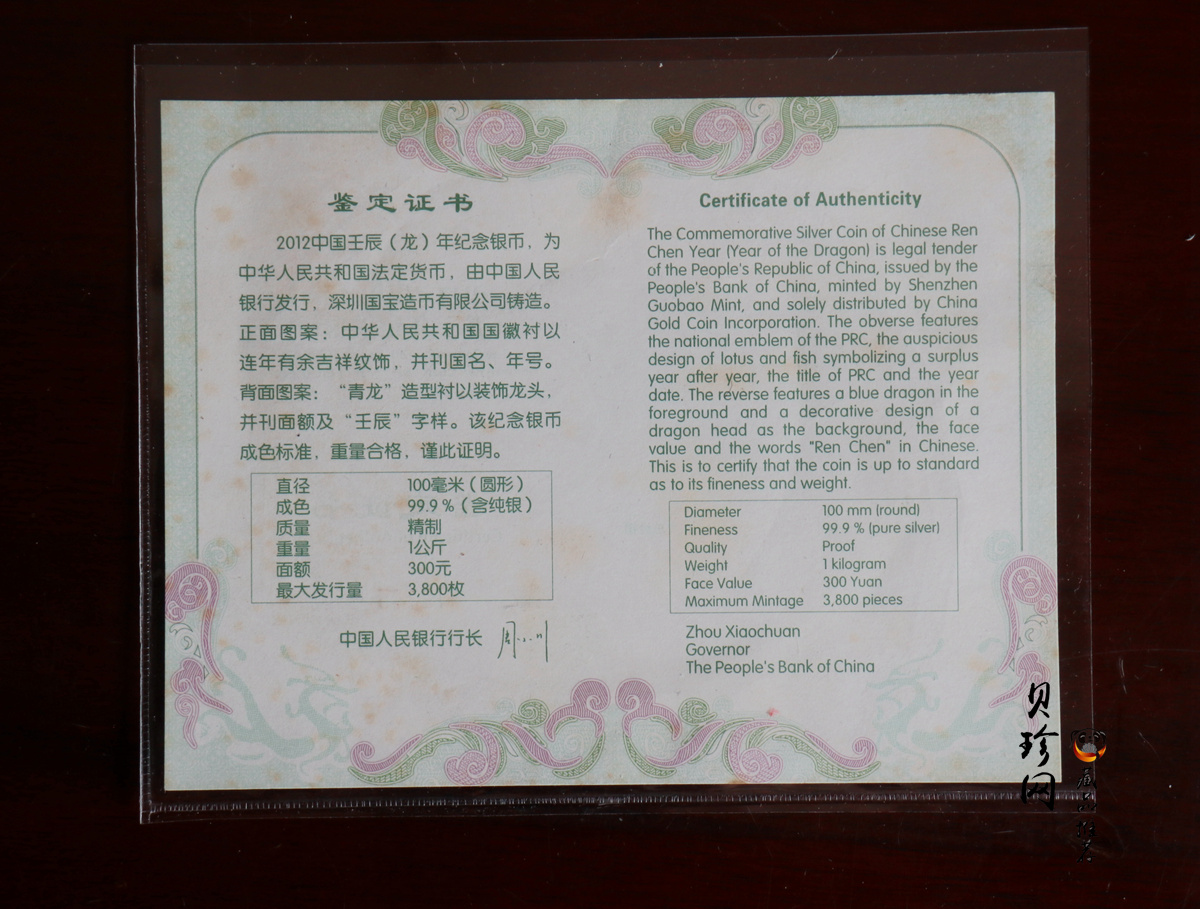 鉴定证书
2012中国壬辰（龙）年纪念银币，为
中华人民共和国法定货币，由中国人民
银行发行，深圳国宝造币有限公司铸造。
正面图案：中华人民共和国国徽衬以
连年有余吉祥纹饰，并刊国名、年号。
背面图案：“青龙”造型衬以装饰龙头，
并刊面额及“壬辰”字样。该纪念银币
成色标准，重量合格，谨此证明。
直径 100毫米（圆形）
成色 99.9％（含纯银）
质量 精制
重量 1公斤
面额 300元
最大发行量 3,800枚
中国人民银行行长 周小川
Certificate of Authenticity
The Commemorative Silver Coin of Chinese Ren
Chen Year (Year of the Dragon) is legal tender
of the People's Republic of China, issued by the
People's Bank of China, minted by Shenzhen
Guobao Mint, and solely distributed by China
Gold Coin Incorporation. The obverse features
the national emblem of the PRC, the auspicious
design of lotus and fish symbolizing a surplus
year after year, the title of PRC and the year
date. The reverse features a blue dragon in the
foreground and a decorative design of a
dragon head as the background, the face
value and the words "Ren Chen" in Chinese.
This is to certify that the coin is up to standard
as to its fineness and weight.
Diameter 100 mm (round)
Fineness 99.9 % (pure silver)
Quality Proof
Weight 1 kilogram
Face Value 300 Yuan
Maximum Mintage 3,800 pieces
Zhou Xiaochuan
Governor
The People's Bank of China
贝珍网